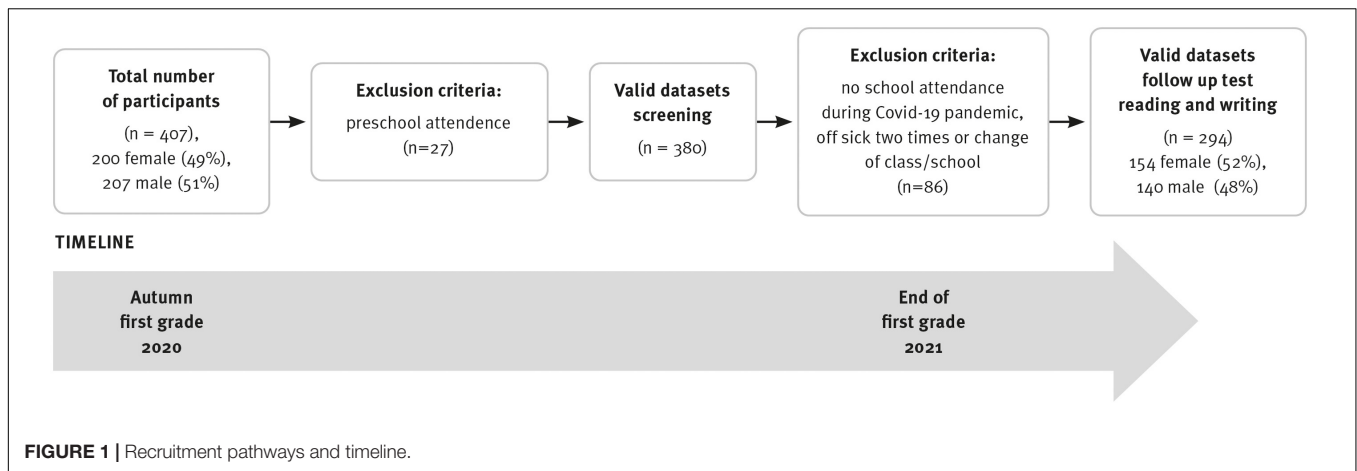 Total number
of participants
(n = 407),
200 female (49%),
207 male (51%)
Exclusion criteria:
preschool attendence
(n=27)
Valid datasets
screening
(n = 380)
Exclusion criteria:
no school attendance
during Covid-19 pandemic,
off sick two times or change
of class/school
(n=86)
Valid datasets
follow up test
reading and writing
(n = 294)
154 female (52%),
140 male (48%)
TIMELINE
Autumn
first grade
2020
End of
first grade
2021
FIGURE 1 | Recruitment pathways and timeline.